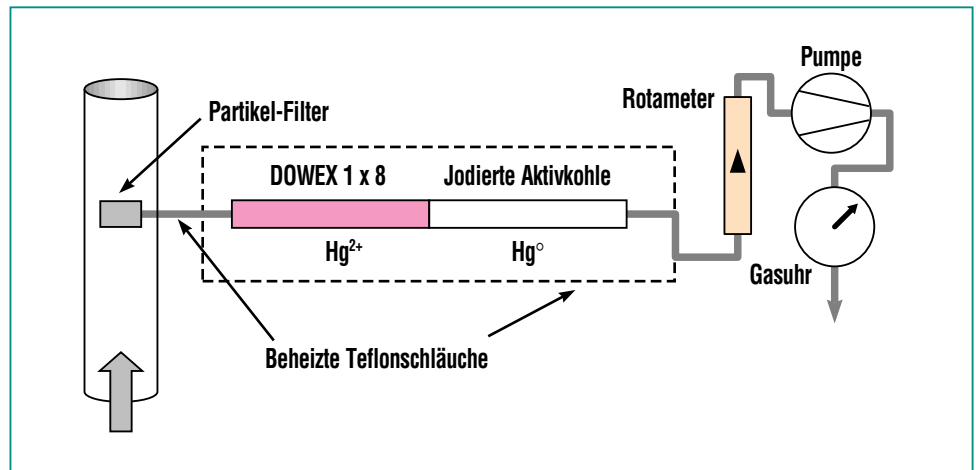 Pumpe
Rotameter
Partikel-Filter
DOWEX 1 x 8
Jodierte Aktivkohle
Hg²⁺
Hg°
Gasuhr
Beheizte Teflonschläuche